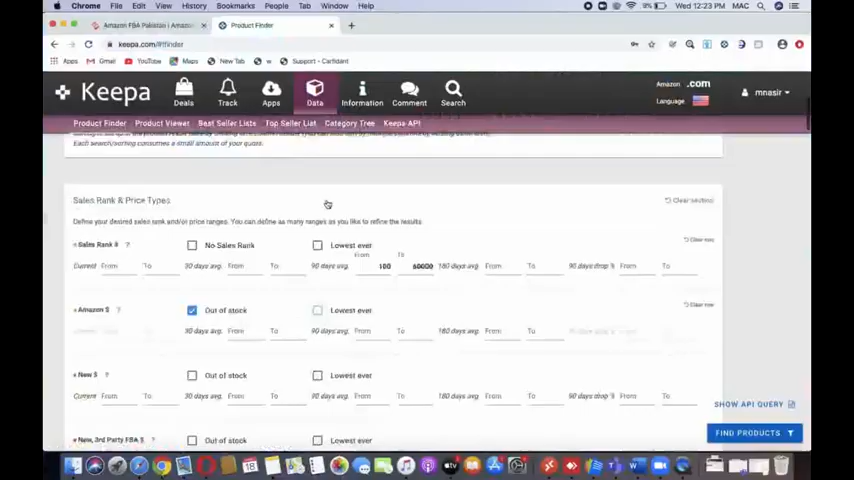 Chrome File Edit View History Bookmarks People Tab Window Help Wed 12:23 PM MAC
Amazon FBA Pakistan | Amazon Product Finder
keepa.com/#!finder
Apps Gmail YouTube Maps New Tab w Support - Carfidant
Keepa Deals Track Apps Data Information Comment Search Amazon .com Language mnasir
Product Finder Product Viewer Best Seller Lists Top Seller List Category Tree Keepa API
Each search/sorting consumes a small amount of your quota.
Sales Rank & Price Types Clear section
Define your desired sales rank and/or price ranges. You can define as many ranges as you like to refine the results.
Sales Rank # ? No Sales Rank Lowest ever Clear row
Current From To 30 days avg. From To 90 days avg. From 100 To 60000 180 days avg. From To 90 days drop % From To
Amazon $ ? Out of stock Lowest ever Clear row
From To 30 days avg. From To 90 days avg. From To 180 days avg. From To From To
New $ ? Out of stock Lowest ever
Current From To 30 days avg. From To 90 days avg. From To 180 days avg. From To 90 days drop % From To
SHOW API QUERY
FIND PRODUCTS
New, 3rd Party FBA $ ? Out of stock Lowest ever